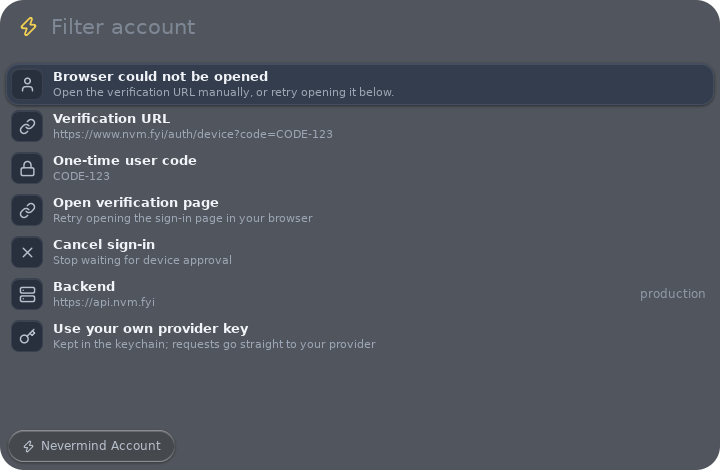 Filter account
Browser could not be opened
Open the verification URL manually, or retry opening it below.
Verification URL
https://www.nvm.fyi/auth/device?code=CODE-123
One-time user code
CODE-123
Open verification page
Retry opening the sign-in page in your browser
Cancel sign-in
Stop waiting for device approval
Backend
https://api.nvm.fyi
production
Use your own provider key
Kept in the keychain; requests go straight to your provider
Nevermind Account